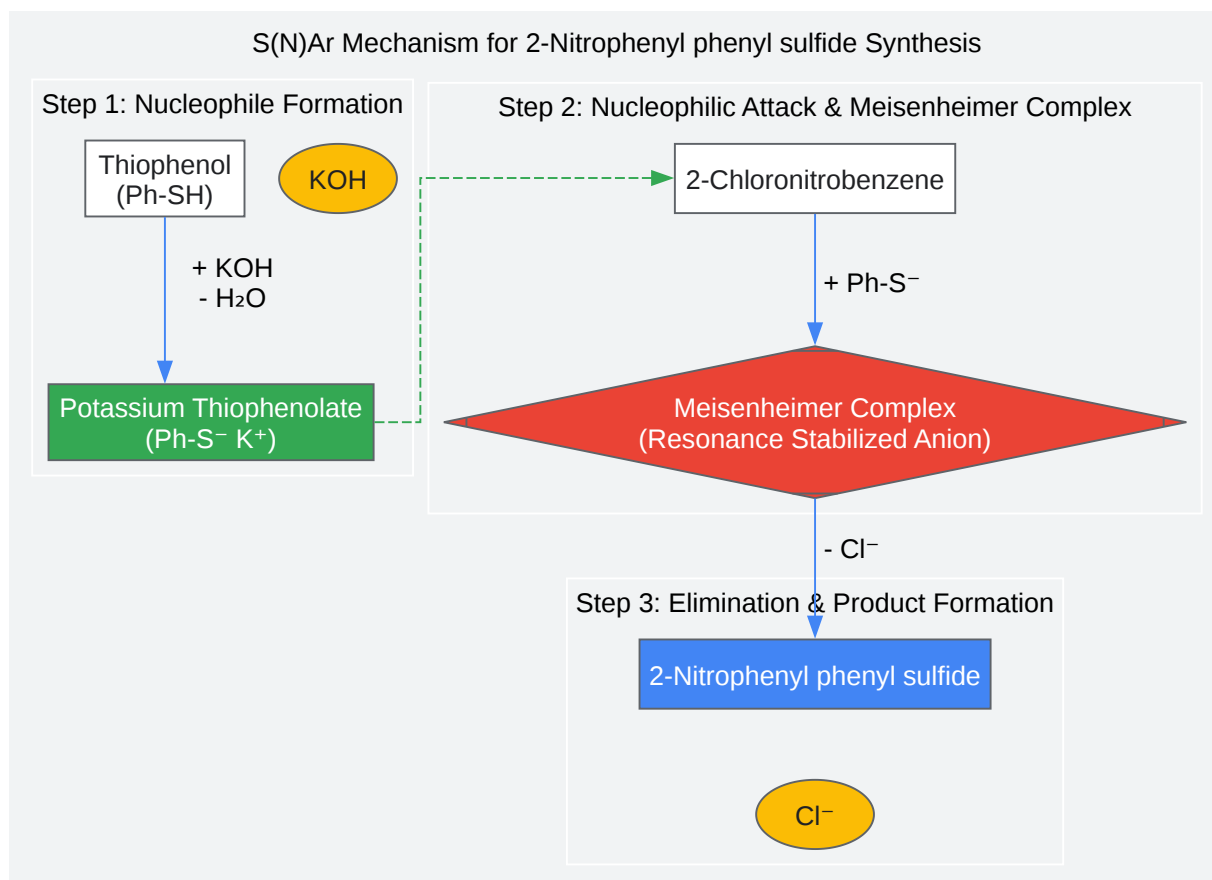 S(N)Ar Mechanism for 2-Nitrophenyl phenyl sulfide Synthesis
Step 1: Nucleophile Formation
Thiophenol
(Ph-SH)
KOH
+ KOH
- H₂O
Potassium Thiophenolate
(Ph-S⁻ K⁺)
Step 2: Nucleophilic Attack & Meisenheimer Complex
2-Chloronitrobenzene
+ Ph-S⁻
Meisenheimer Complex
(Resonance Stabilized Anion)
- Cl⁻
Step 3: Elimination & Product Formation
2-Nitrophenyl phenyl sulfide
Cl⁻